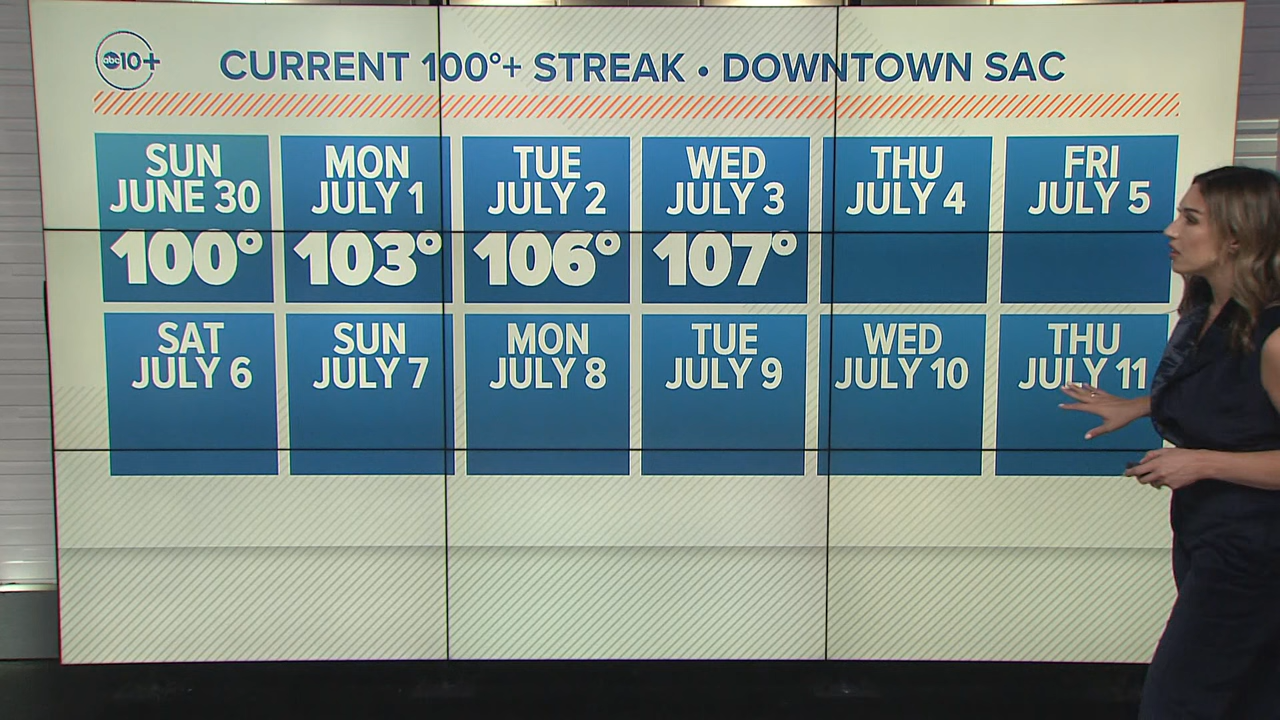 abc 10+
CURRENT 100°+ STREAK • DOWNTOWN SAC
SUN
JUNE 30
100°
MON
JULY 1
103°
TUE
JULY 2
106°
WED
JULY 3
107°
THU
JULY 4
FRI
JULY 5
SAT
JULY 6
SUN
JULY 7
MON
JULY 8
TUE
JULY 9
WED
JULY 10
THU
JULY 11